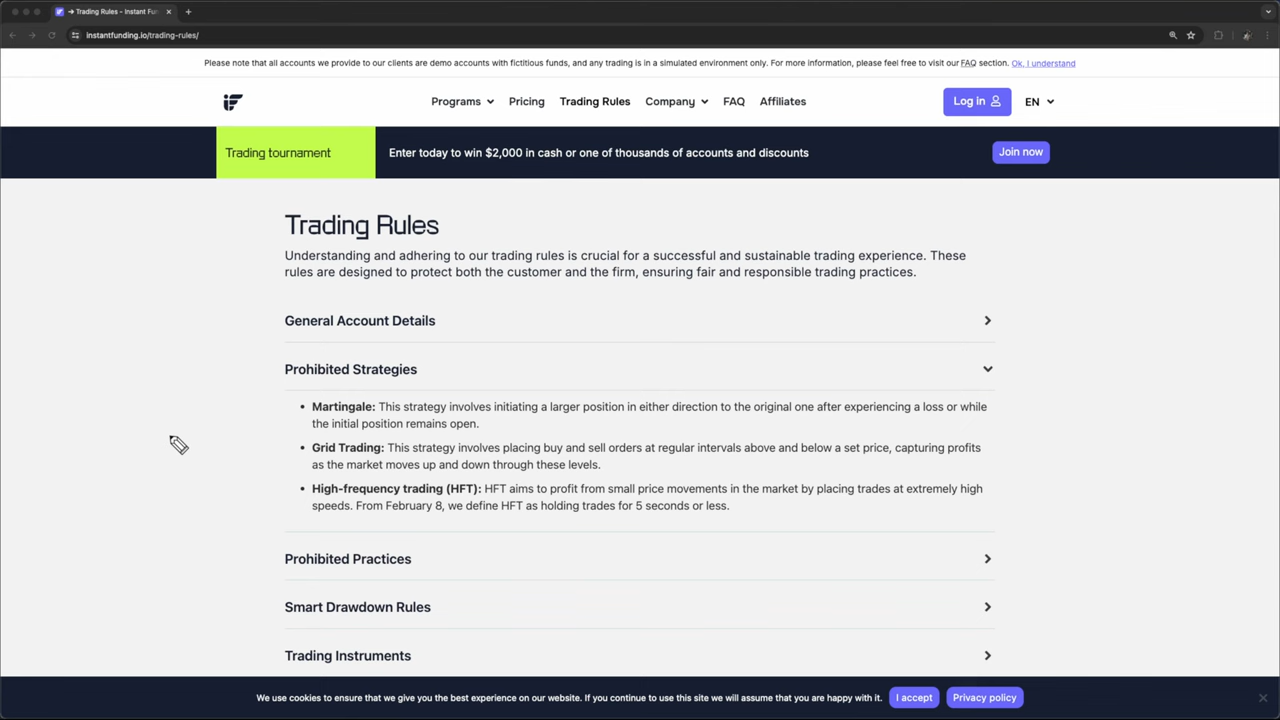 → Trading Rules - Instant Fun
instantfunding.io/trading-rules/
Please note that all accounts we provide to our clients are demo accounts with fictitious funds, and any trading is in a simulated environment only. For more information, please feel free to visit our FAQ section. Ok, I understand
Programs Pricing Trading Rules Company FAQ Affiliates Log in EN
Trading tournament Enter today to win $2,000 in cash or one of thousands of accounts and discounts Join now
Trading Rules
Understanding and adhering to our trading rules is crucial for a successful and sustainable trading experience. These
rules are designed to protect both the customer and the firm, ensuring fair and responsible trading practices.
General Account Details
Prohibited Strategies
• Martingale: This strategy involves initiating a larger position in either direction to the original one after experiencing a loss or while
the initial position remains open.
• Grid Trading: This strategy involves placing buy and sell orders at regular intervals above and below a set price, capturing profits
as the market moves up and down through these levels.
• High-frequency trading (HFT): HFT aims to profit from small price movements in the market by placing trades at extremely high
speeds. From February 8, we define HFT as holding trades for 5 seconds or less.
Prohibited Practices
Smart Drawdown Rules
Trading Instruments
We use cookies to ensure that we give you the best experience on our website. If you continue to use this site we will assume that you are happy with it. I accept Privacy policy